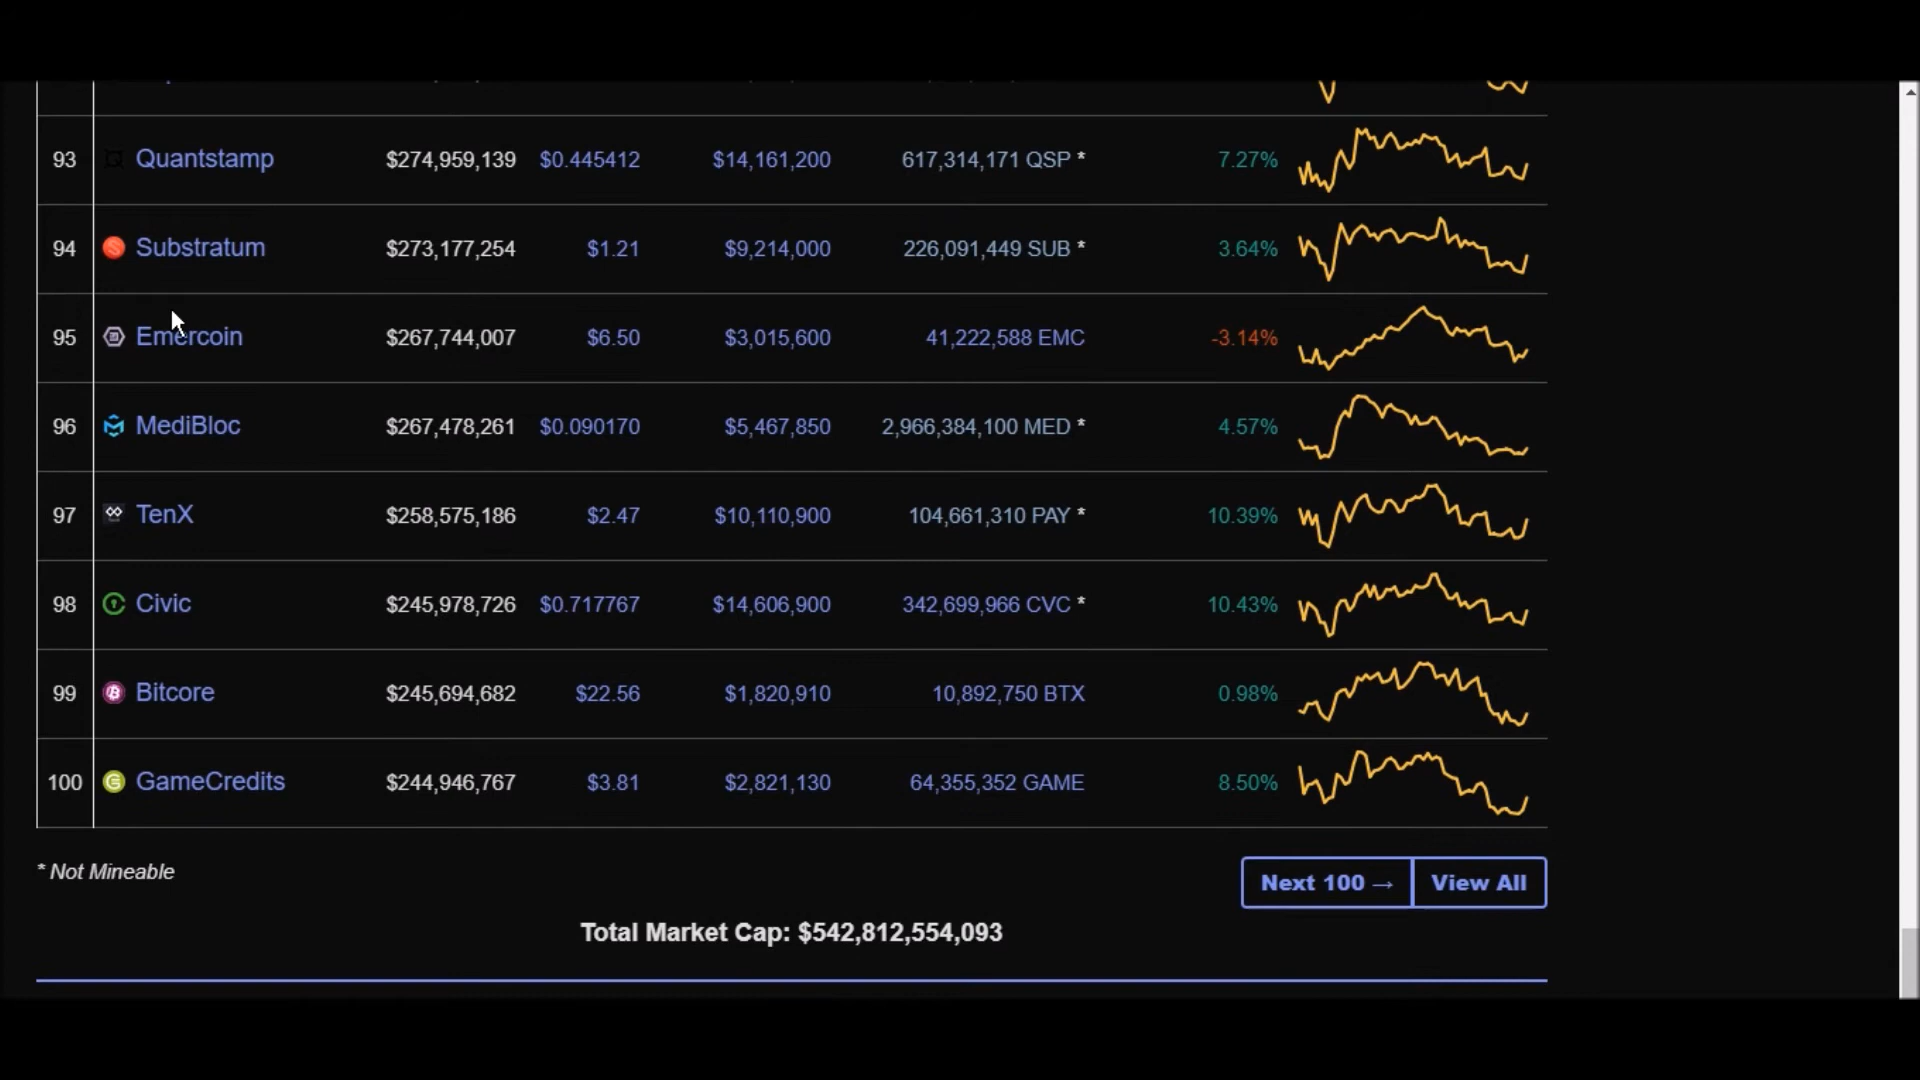 93 Quantstamp $274,959,139 $0.445412 $14,161,200 617,314,171 QSP * 7.27%
94 Substratum $273,177,254 $1.21 $9,214,000 226,091,449 SUB * 3.64%
95 Emercoin $267,744,007 $6.50 $3,015,600 41,222,588 EMC -3.14%
96 MediBloc $267,478,261 $0.090170 $5,467,850 2,966,384,100 MED * 4.57%
97 TenX $258,575,186 $2.47 $10,110,900 104,661,310 PAY * 10.39%
98 Civic $245,978,726 $0.717767 $14,606,900 342,699,966 CVC * 10.43%
99 Bitcore $245,694,682 $22.56 $1,820,910 10,892,750 BTX 0.98%
100 GameCredits $244,946,767 $3.81 $2,821,130 64,355,352 GAME 8.50%
* Not Mineable
Next 100 → View All
Total Market Cap: $542,812,554,093